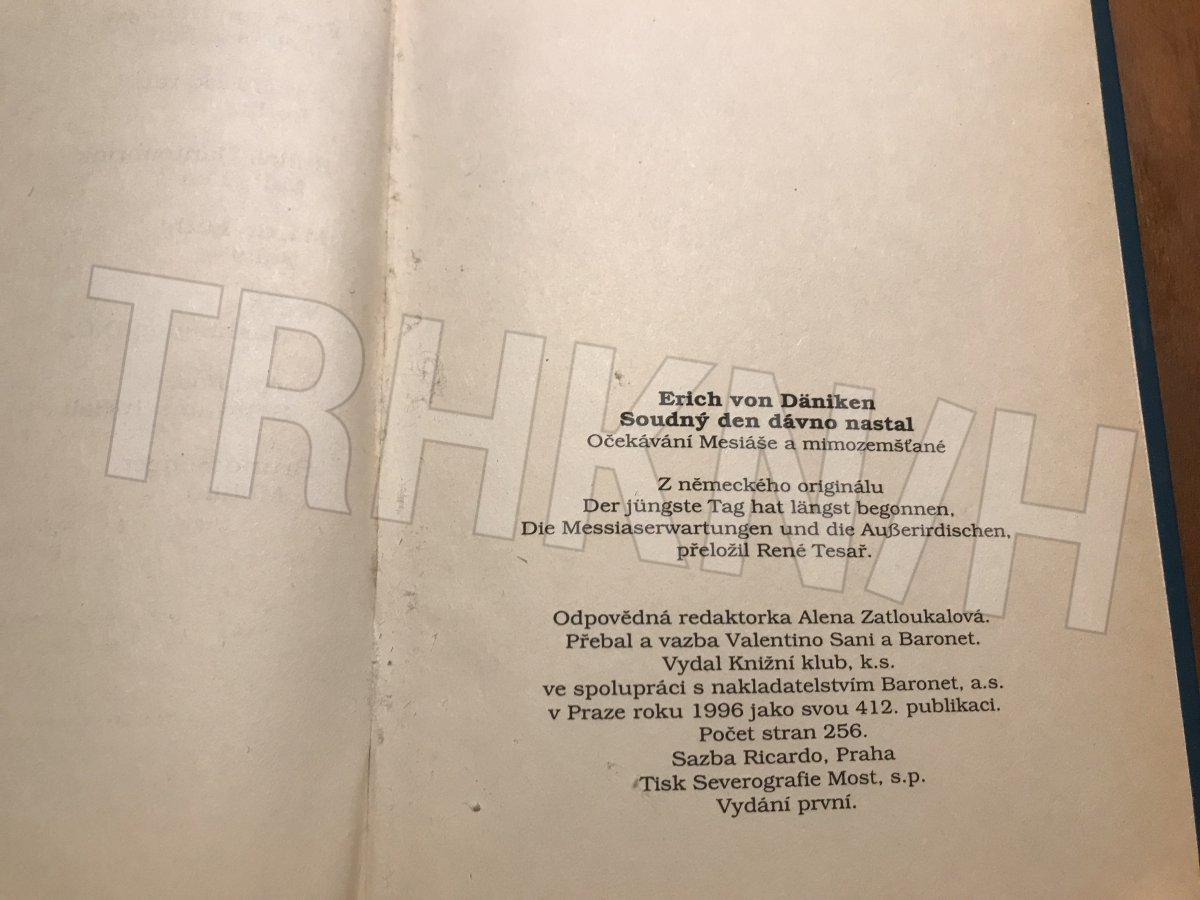 TRHKNIH
Erich von Däniken
Soudný den dávno nastal
Očekávání Mesiáše a mimozemšťané
Z německého originálu
Der jüngste Tag hat längst begonnen,
Die Messiaserwartungen und die Außerirdischen,
přeložil René Tesař.
Odpovědná redaktorka Alena Zatloukalová.
Přebal a vazba Valentino Sani a Baronet.
Vydal Knižní klub, k.s.
ve spolupráci s nakladatelstvím Baronet, a.s.
v Praze roku 1996 jako svou 412. publikaci.
Počet stran 256.
Sazba Ricardo, Praha
Tisk Severografie Most, s.p.
Vydání první.